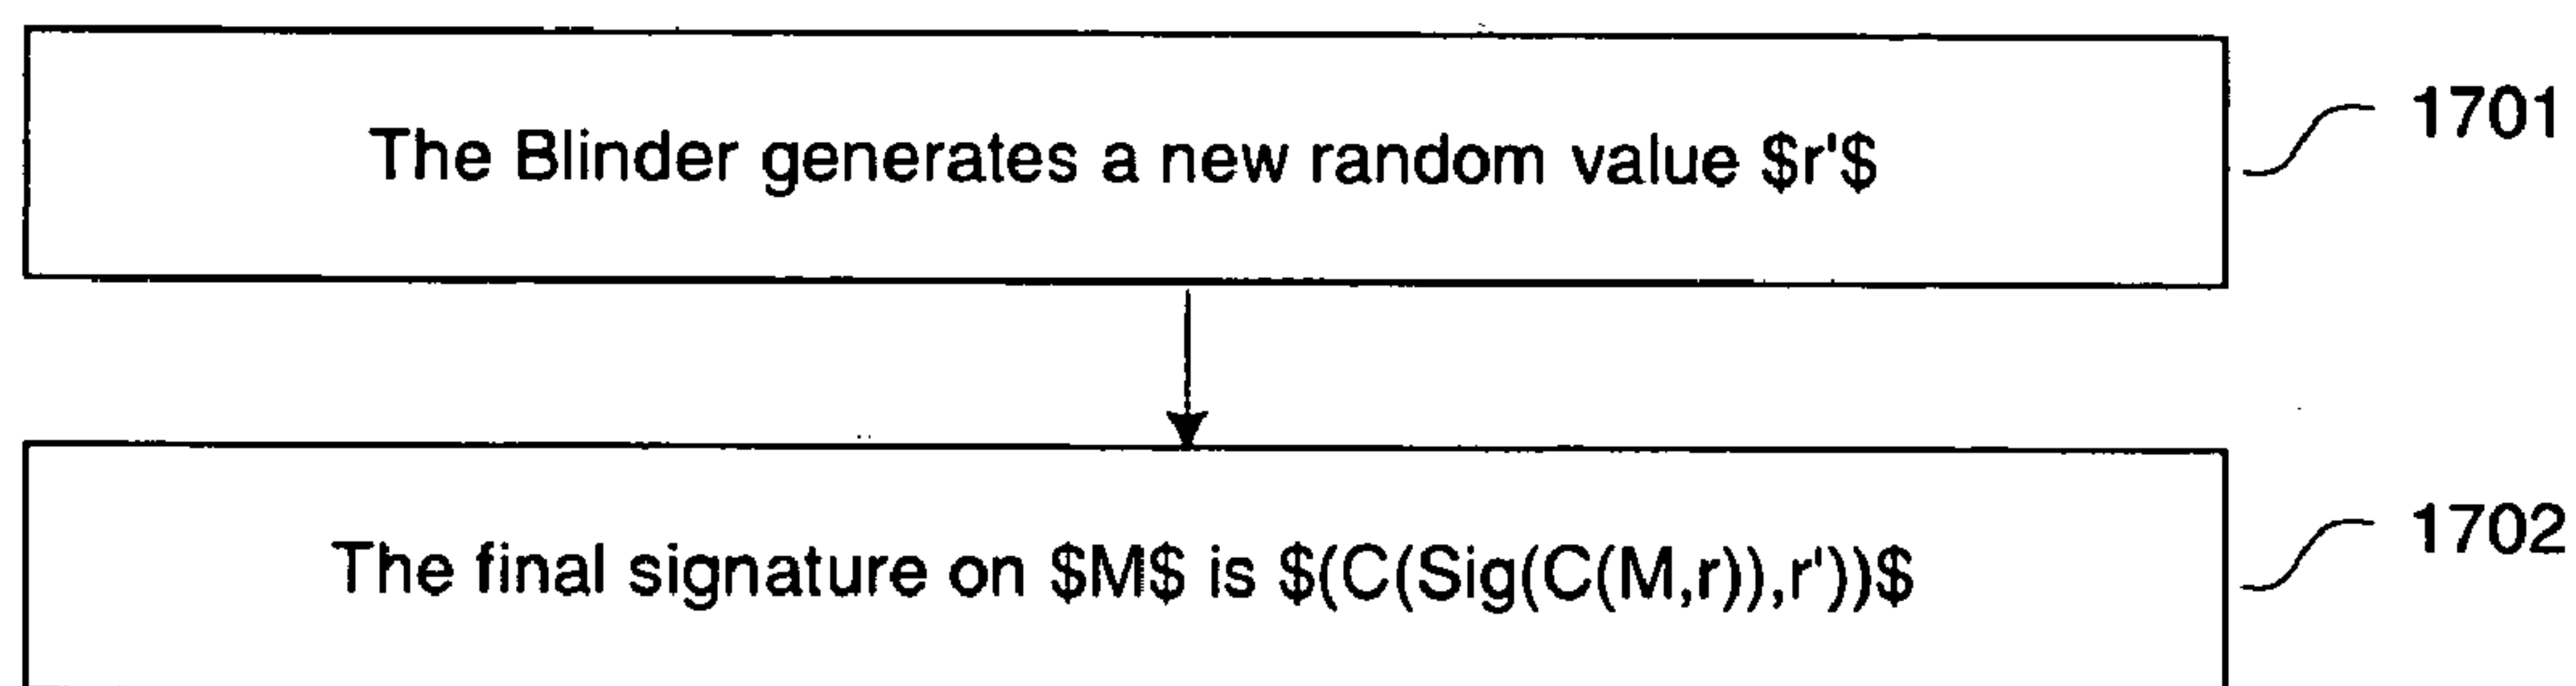 The Blinder generates a new random value $r'$
1701
The final signature on $M$ is $(C(Sig(C(M,r)),r'))$
1702